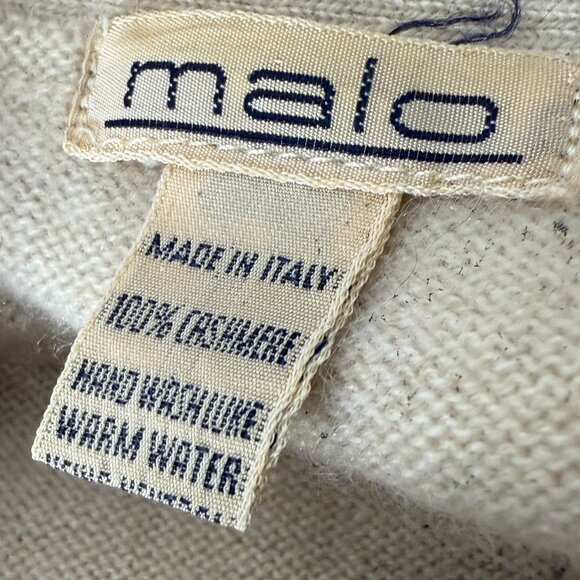 malo
MADE IN ITALY
100% CASHMERE
HAND WASH LUKE
WARM WATER